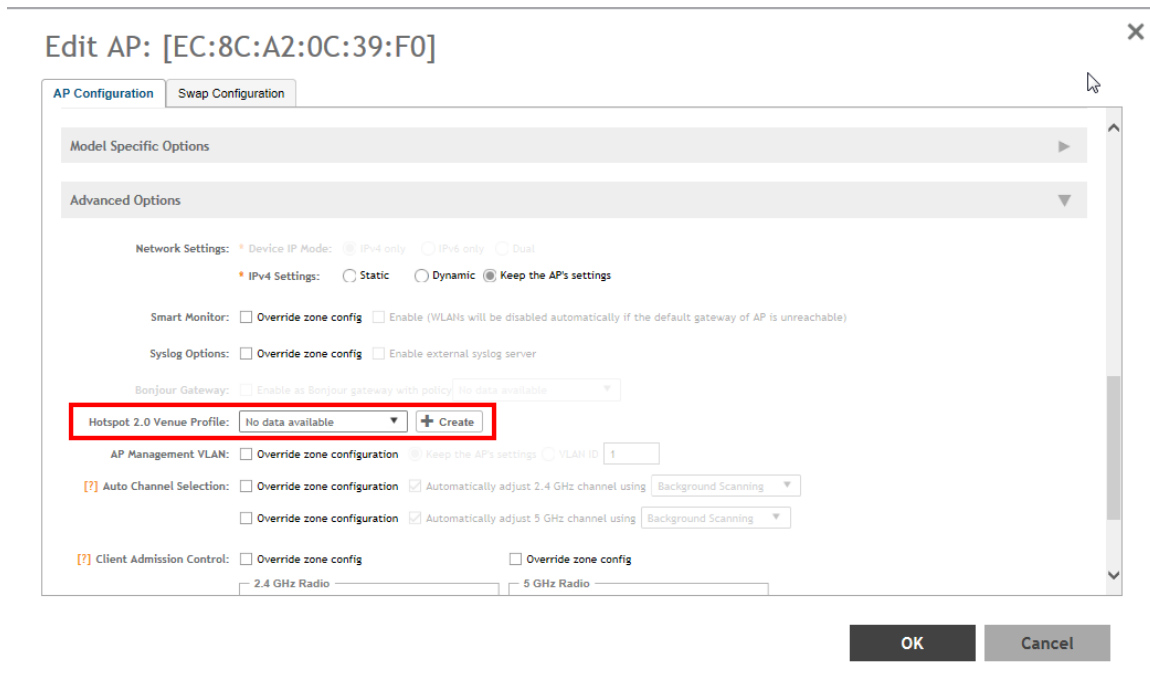 Edit AP: [EC:8C:A2:0C:39:F0]
AP Configuration Swap Configuration
Model Specific Options
Advanced Options
Network Settings: * Device IP Mode: IPv4 only IPv6 only Dual
* IPv4 Settings: Static Dynamic Keep the AP's settings
Smart Monitor: Override zone config Enable (WLANs will be disabled automatically if the default gateway of AP is unreachable)
Syslog Options: Override zone config Enable external syslog server
Bonjour Gateway: Enable as Bonjour gateway with policy No data available
Hotspot 2.0 Venue Profile: No data available + Create
AP Management VLAN: Override zone configuration Keep the AP's settings VLAN ID 1
[?] Auto Channel Selection: Override zone configuration Automatically adjust 2.4 GHz channel using Background Scanning
Override zone configuration Automatically adjust 5 GHz channel using Background Scanning
[?] Client Admission Control: Override zone config Override zone config
2.4 GHz Radio 5 GHz Radio
OK Cancel